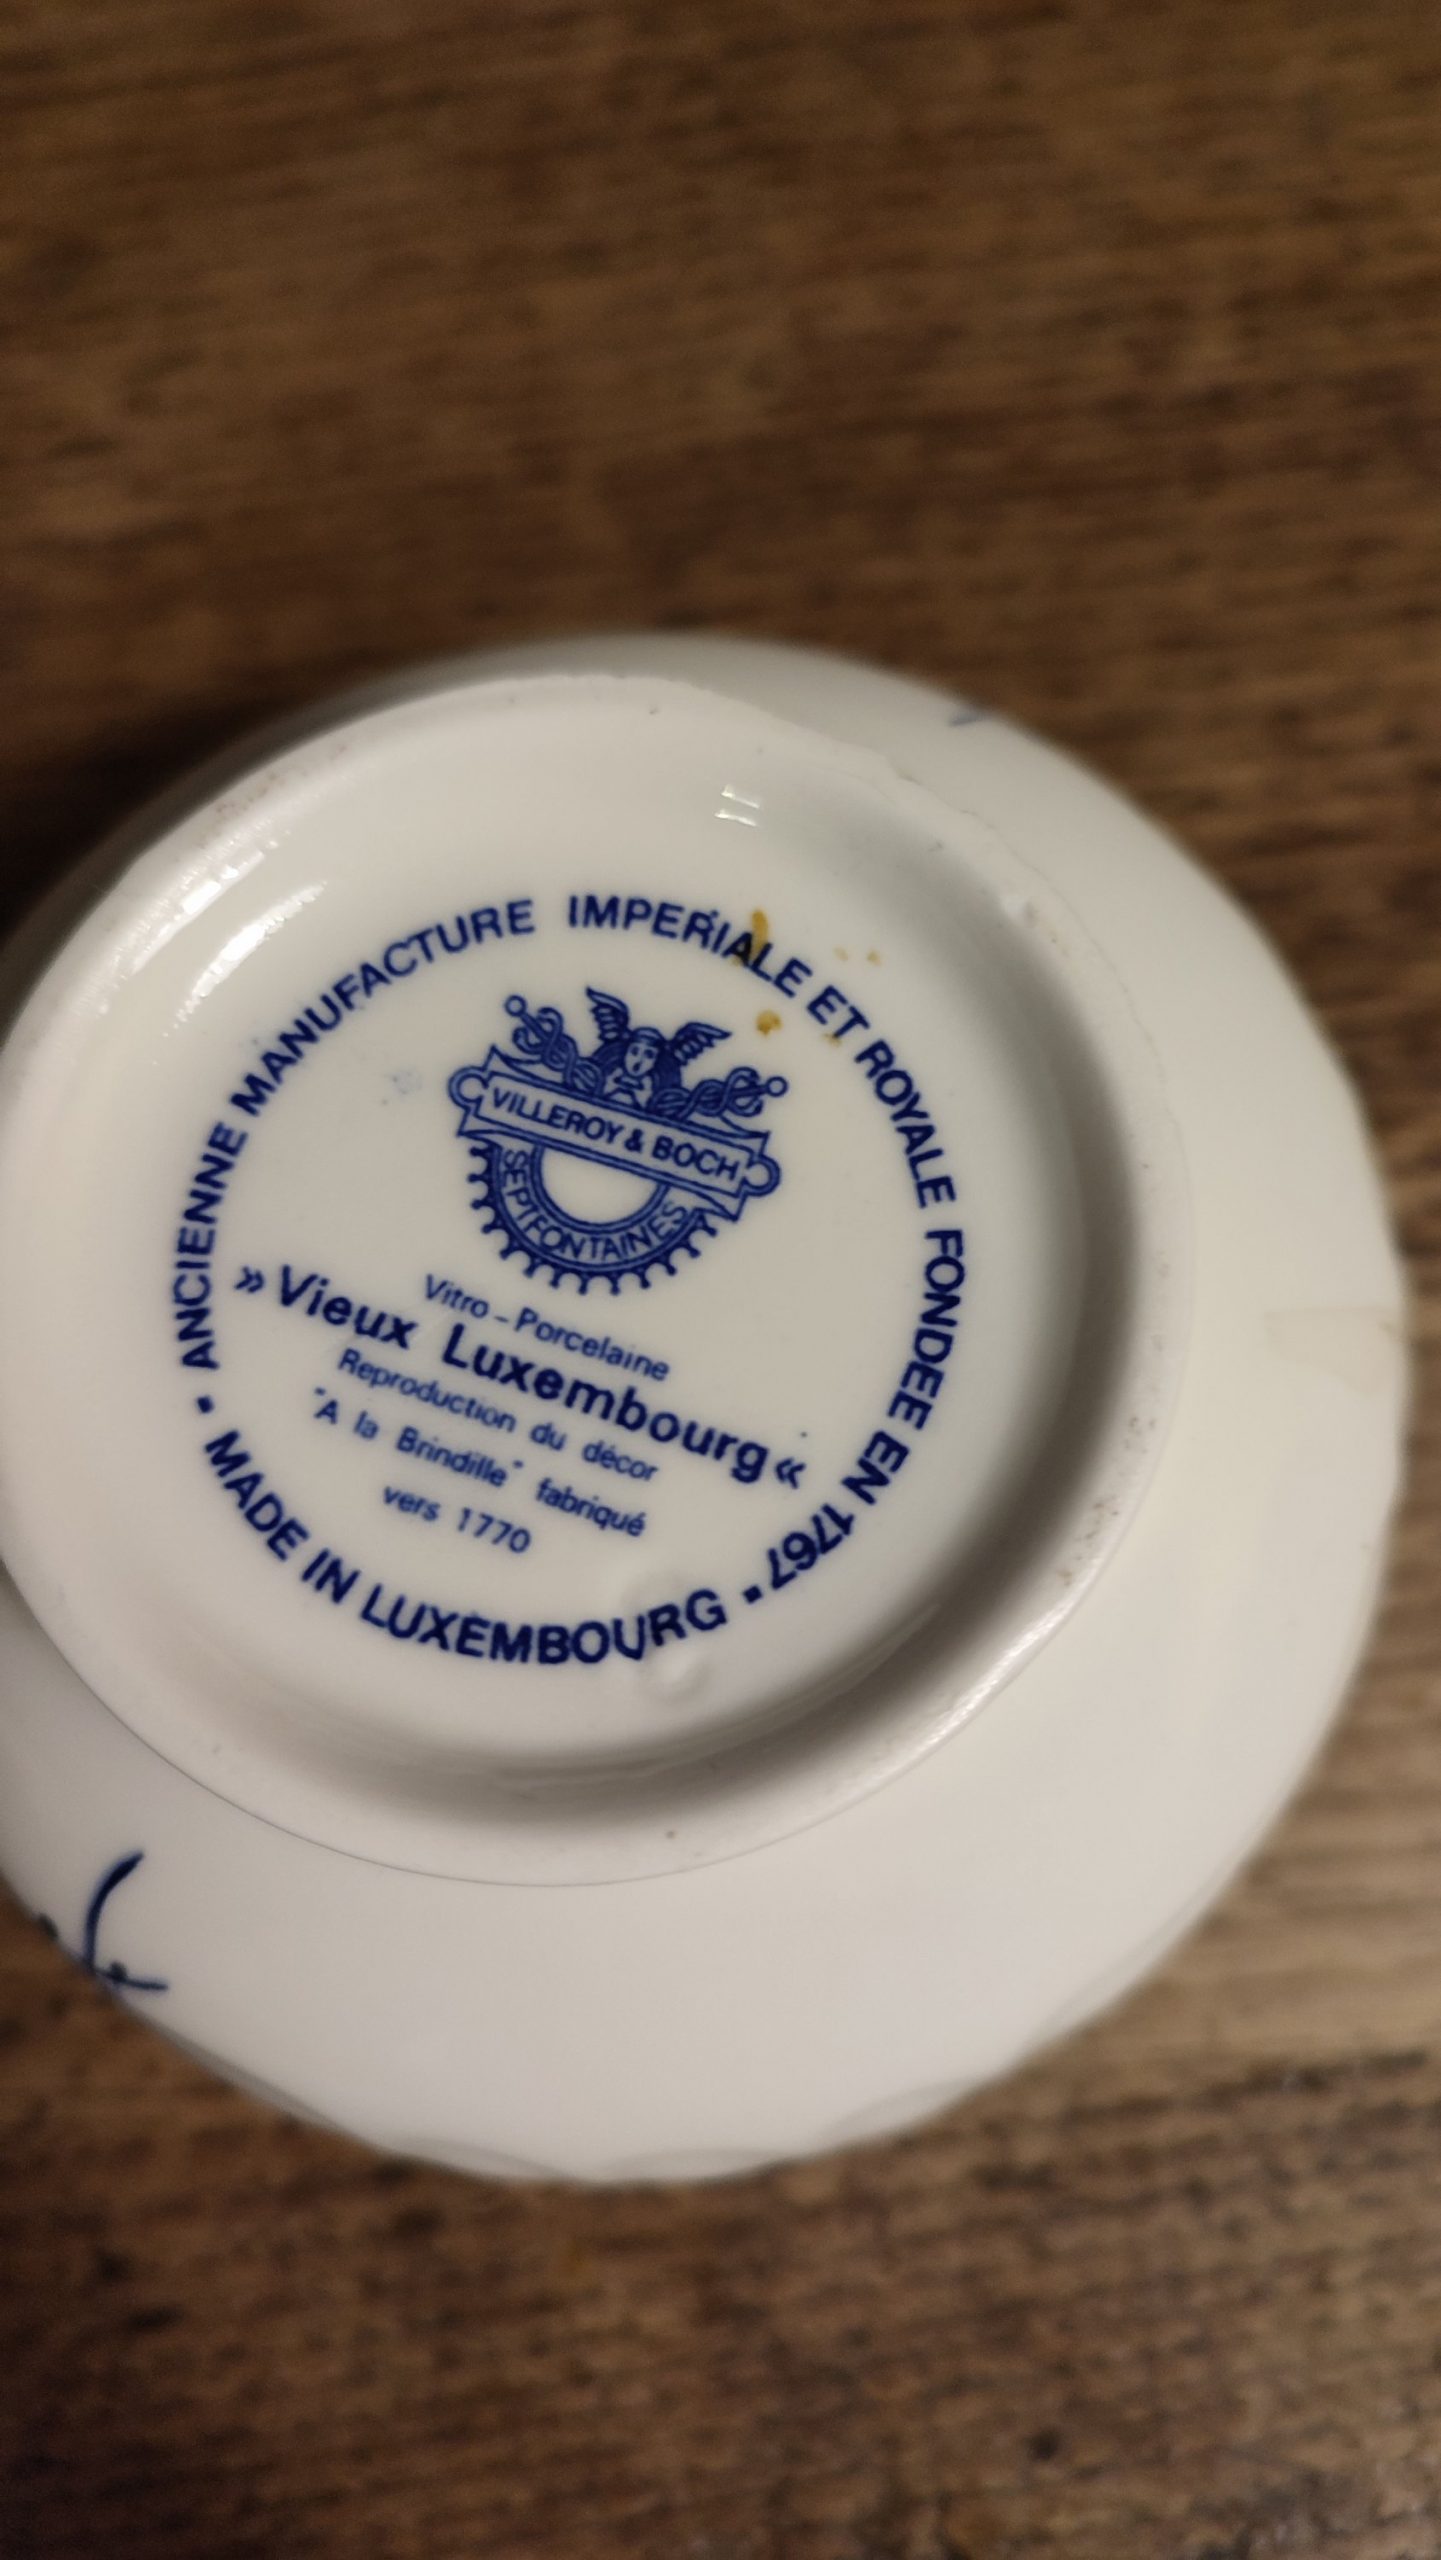 ANCIENNE MANUFACTURE IMPERIALE ET ROYALE FONDEE EN 1767
VILLEROY & BOCH
SEPTFONTAINES
Vitro - Porcelaine
» Vieux Luxembourg «
Reproduction du décor
"A la Brindille" fabriqué
vers 1770
MADE IN LUXEMBOURG